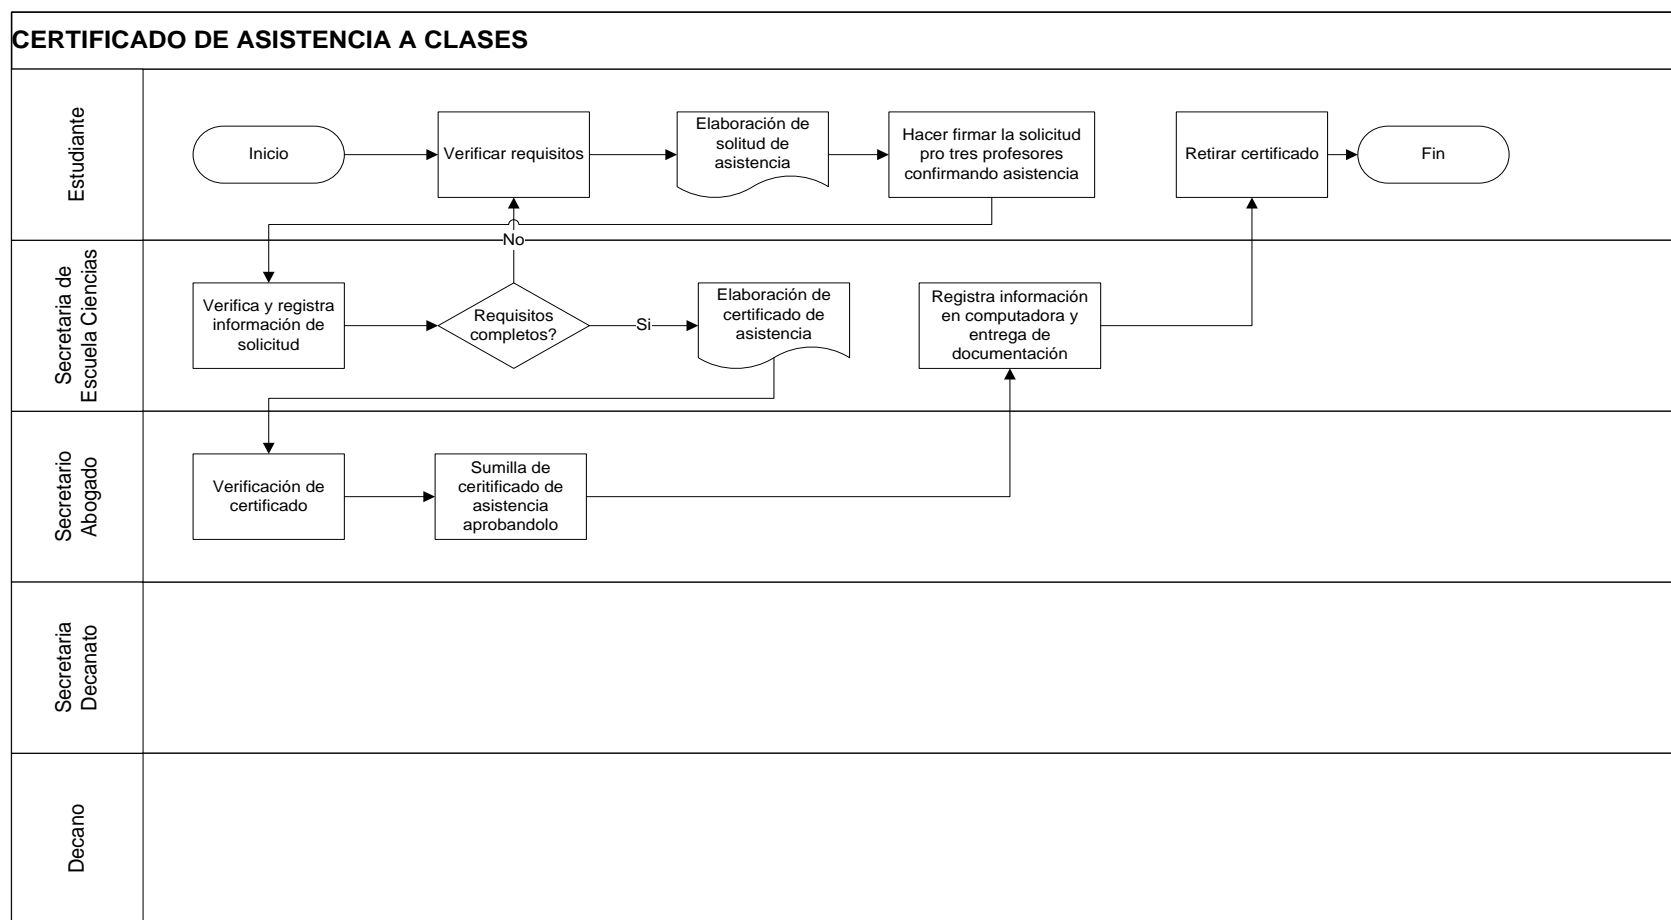 CERTIFICADO DE ASISTENCIA A CLASES
Estudiante
Inicio
Verificar requisitos
Elaboración de
solitud de
asistencia
Hacer firmar la solicitud
pro tres profesores
confirmando asistencia
Retirar certificado
Fin
No
Secretaria de
Escuela Ciencias
Verifica y registra
información de
solicitud
Requisitos
completos?
Si
Elaboración de
certificado de
asistencia
Registra información
en computadora y
entrega de
documentación
Secretario
Abogado
Verificación de
certificado
Sumilla de
ceritificado de
asistencia
aprobandolo
Secretaria
Decanato
Decano